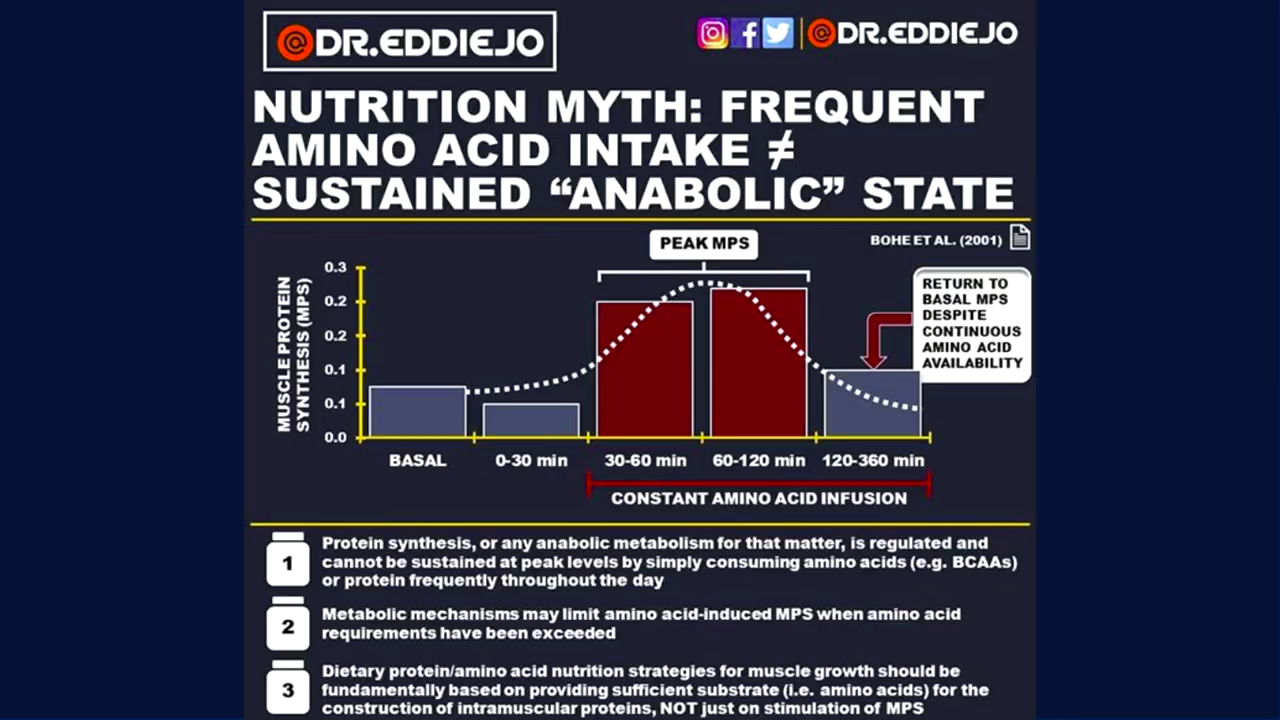 @DR.EDDIEJO
@DR.EDDIEJO
NUTRITION MYTH: FREQUENT
AMINO ACID INTAKE ≠
SUSTAINED “ANABOLIC” STATE
BOHE ET AL. (2001)
PEAK MPS
MUSCLE PROTEIN
SYNTHESIS (MPS)
0.3
0.2
0.2
0.1
0.1
0.0
RETURN TO
BASAL MPS
DESPITE
CONTINUOUS
AMINO ACID
AVAILABILITY
BASAL 0-30 min 30-60 min 60-120 min 120-360 min
CONSTANT AMINO ACID INFUSION
1 Protein synthesis, or any anabolic metabolism for that matter, is regulated and
cannot be sustained at peak levels by simply consuming amino acids (e.g. BCAAs)
or protein frequently throughout the day
2 Metabolic mechanisms may limit amino acid-induced MPS when amino acid
requirements have been exceeded
3 Dietary protein/amino acid nutrition strategies for muscle growth should be
fundamentally based on providing sufficient substrate (i.e. amino acids) for the
construction of intramuscular proteins, NOT just on stimulation of MPS